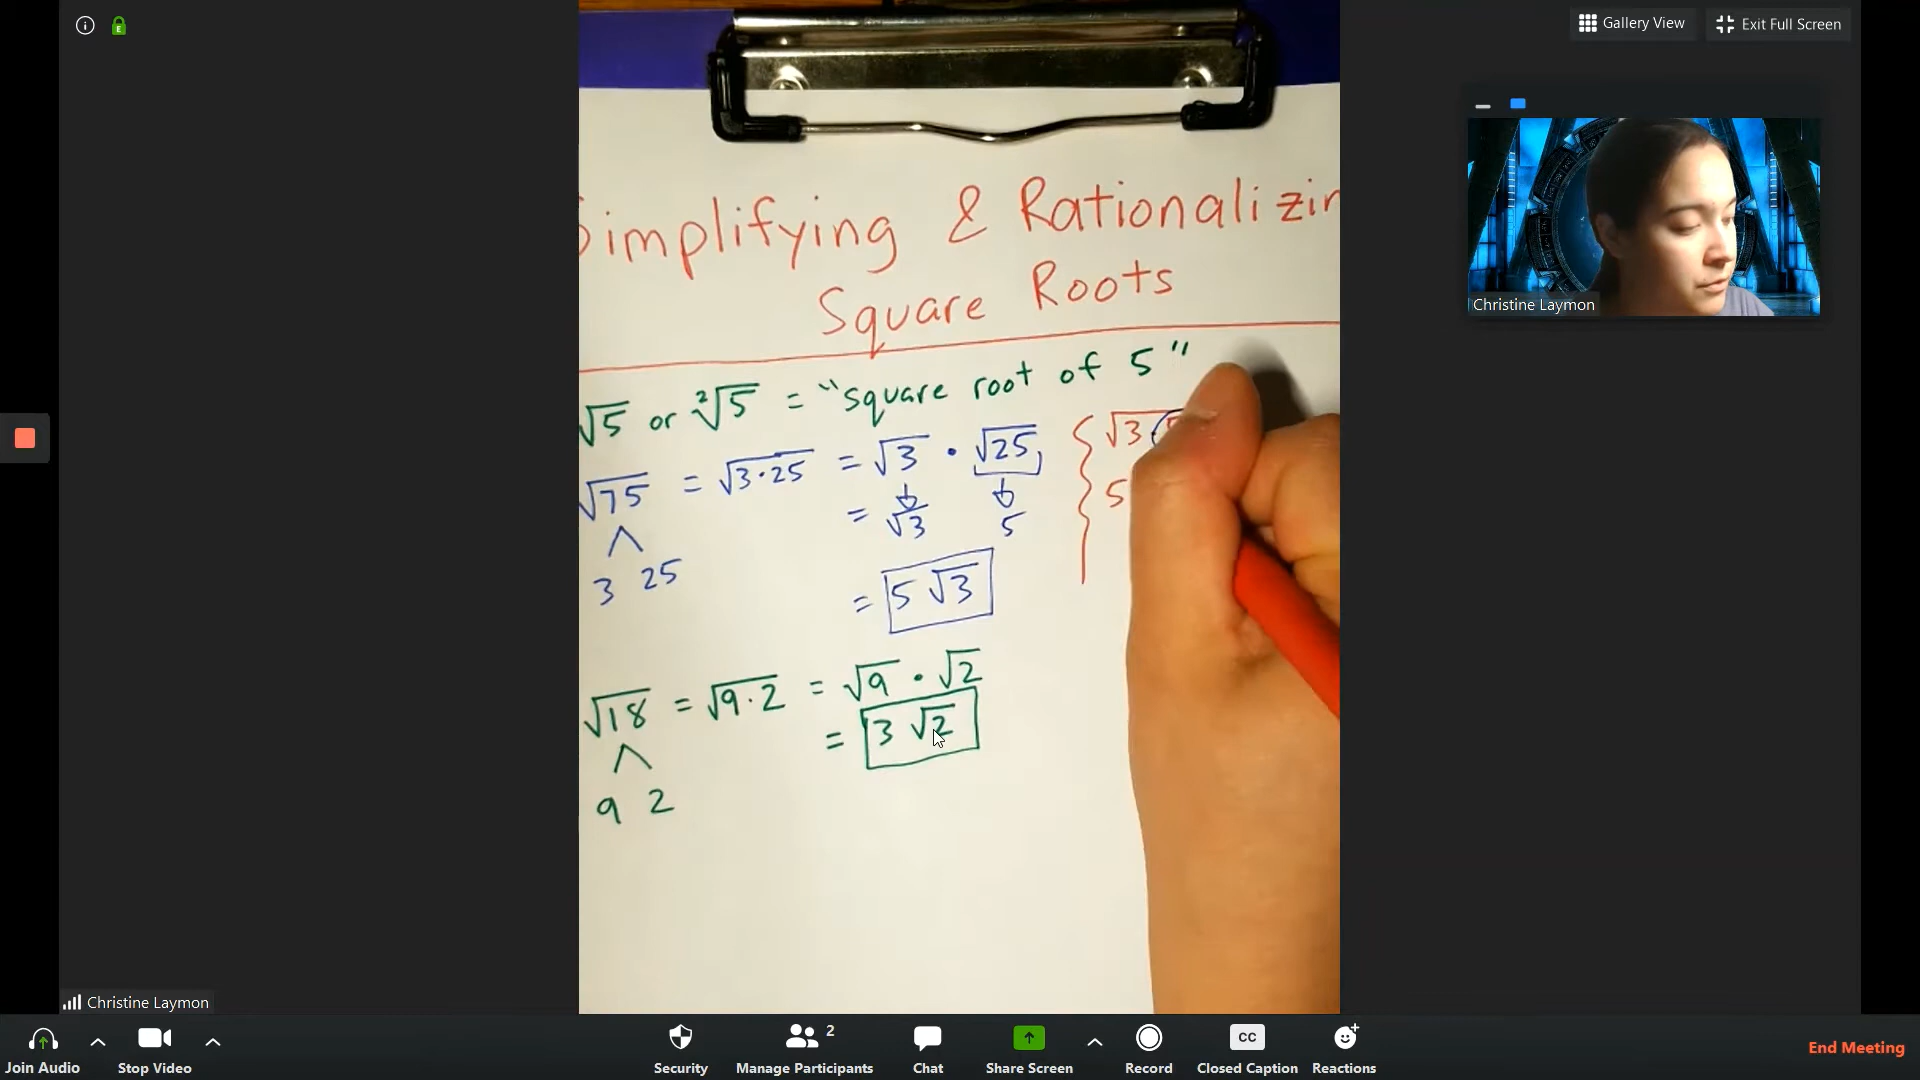 Gallery View
Exit Full Screen
Christine Laymon
Simplifying & Rationalizin
Square Roots
√5 or ²√5 = "square root of 5"
√75 = √3·25 = √3 · √25
= √3 5
3 25
= 5√3
√3
5
√18 = √9·2 = √9 · √2
= 3√2
9 2
Christine Laymon
Join Audio
Stop Video
Security
Manage Participants
2
Chat
Share Screen
Record
CC
Closed Caption
Reactions
End Meeting